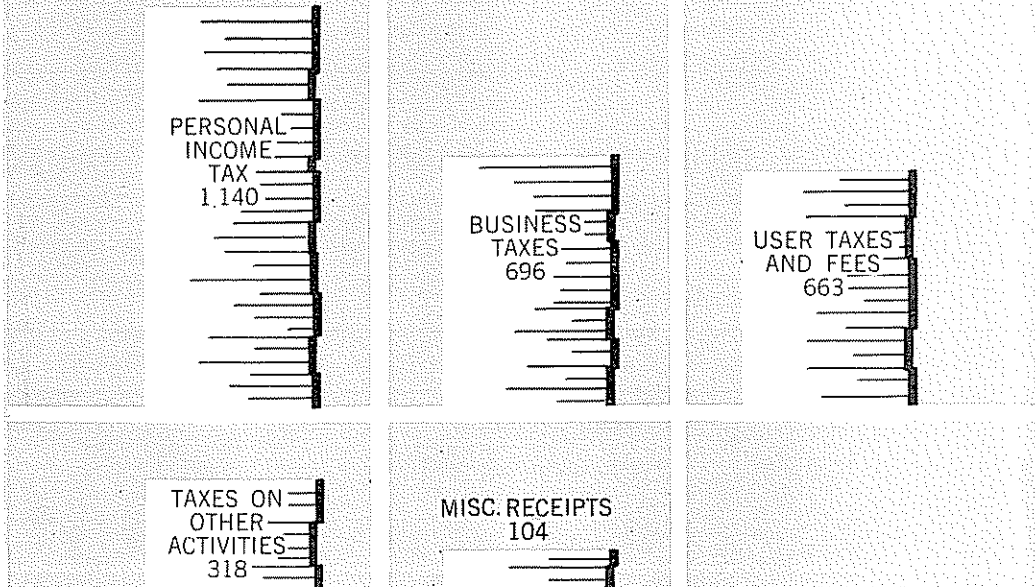 PERSONAL
INCOME
TAX
1,140
BUSINESS
TAXES
696
USER TAXES
AND FEES
663
TAXES ON
OTHER
ACTIVITIES
318
MISC. RECEIPTS
104